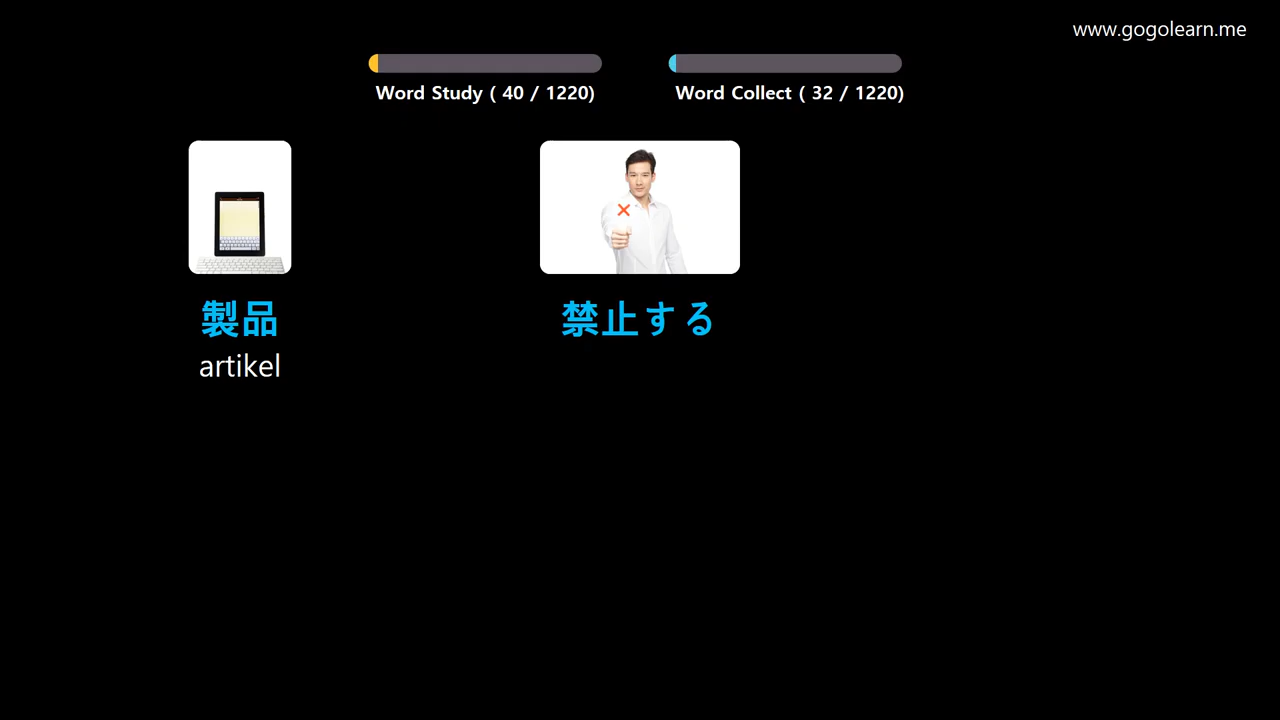 www.gogolearn.me
Word Study ( 40 / 1220)
Word Collect ( 32 / 1220)
製品
禁止する
artikel